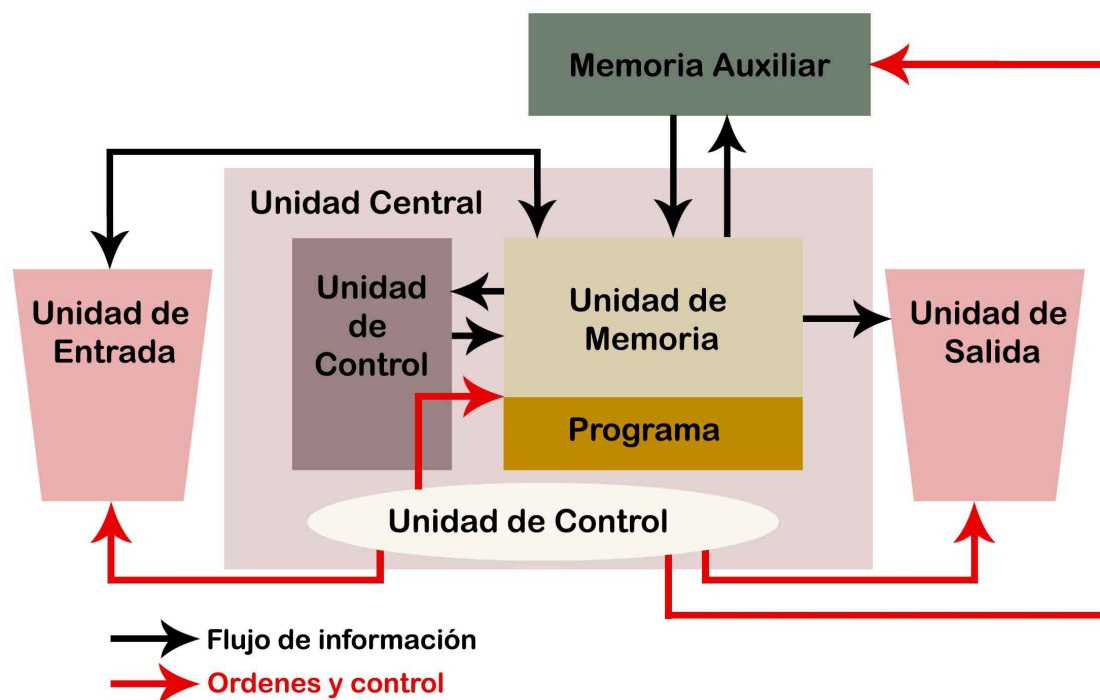 Memoria Auxiliar
Unidad Central
Unidad de
Entrada
Unidad
de
Control
Unidad de
Memoria
Programa
Unidad de
Salida
Unidad de Control
Flujo de información
Ordenes y control